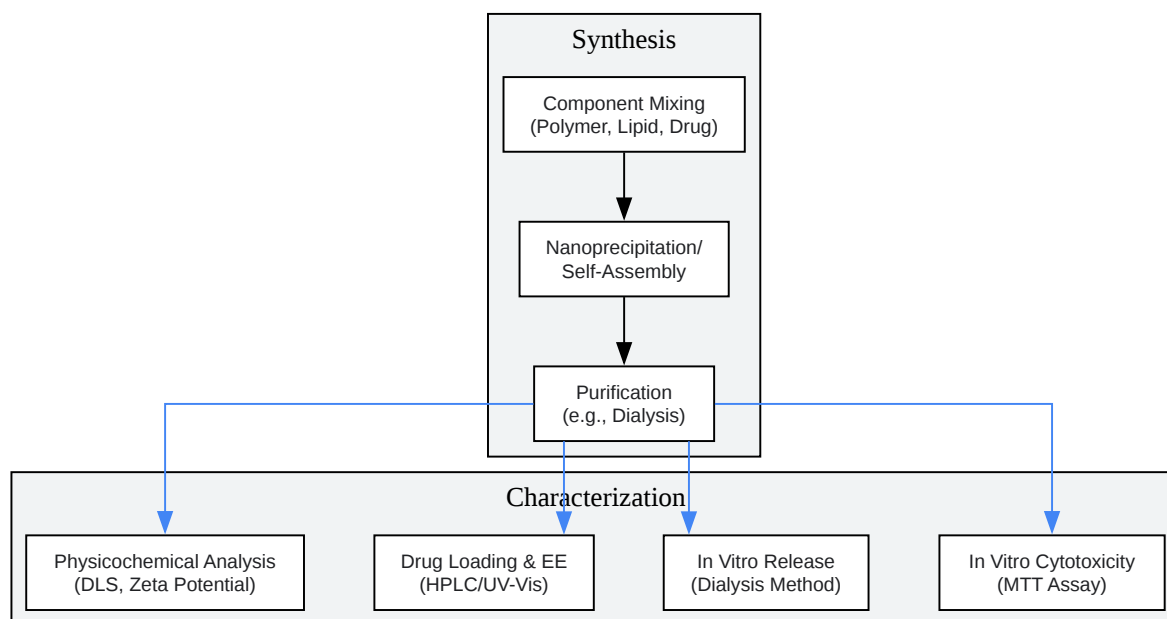 Synthesis
Component Mixing
(Polymer, Lipid, Drug)
Nanoprecipitation/
Self-Assembly
Purification
(e.g., Dialysis)
Characterization
Physicochemical Analysis
(DLS, Zeta Potential)
Drug Loading & EE
(HPLC/UV-Vis)
In Vitro Release
(Dialysis Method)
In Vitro Cytotoxicity
(MTT Assay)